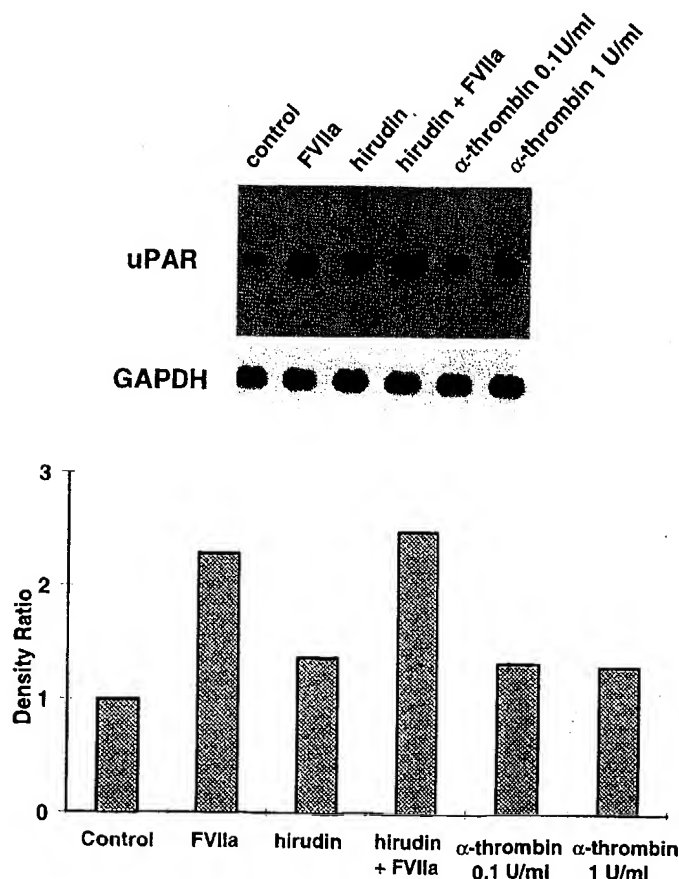 control
FVIIa
hirudin
hirudin + FVIIa
α-thrombin 0.1U/ml
α-thrombin 1 U/ml
uPAR
GAPDH
3
2
1
0
Density Ratio
Control
FVIIa
hirudin
hirudin
+ FVIIa
α-thrombin
0.1 U/ml
α-thrombin
1 U/ml